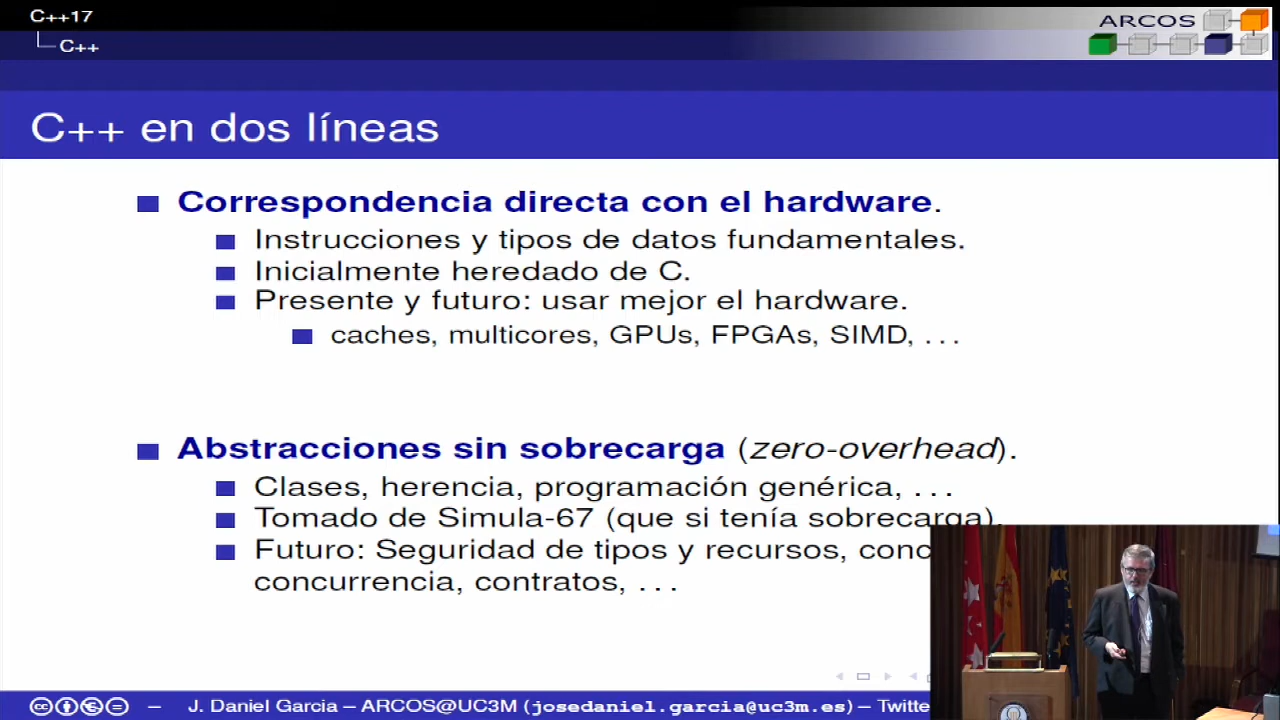 C++17
C++
ARCOS
C++ en dos líneas
Correspondencia directa con el hardware.
Instrucciones y tipos de datos fundamentales.
Inicialmente heredado de C.
Presente y futuro: usar mejor el hardware.
caches, multicores, GPUs, FPGAs, SIMD, ...
Abstracciones sin sobrecarga (zero-overhead).
Clases, herencia, programación genérica, ...
Tomado de Simula-67 (que si tenía sobrecarga).
Futuro: Seguridad de tipos y recursos, conc
concurrencia, contratos, ...
– J. Daniel Garcia – ARCOS@UC3M (josedaniel.garcia@uc3m.es) – Twitte